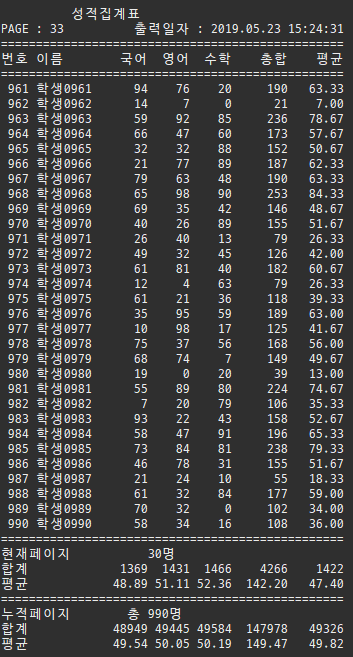 성적집계표
PAGE : 33 출력일자 : 2019.05.23 15:24:31
================================================
번호 이름 국어 영어 수학 총합 평균
================================================
961 학생0961 94 76 20 190 63.33
962 학생0962 14 7 0 21 7.00
963 학생0963 59 92 85 236 78.67
964 학생0964 66 47 60 173 57.67
965 학생0965 32 32 88 152 50.67
966 학생0966 21 77 89 187 62.33
967 학생0967 79 63 48 190 63.33
968 학생0968 65 98 90 253 84.33
969 학생0969 69 35 42 146 48.67
970 학생0970 40 26 89 155 51.67
971 학생0971 26 40 13 79 26.33
972 학생0972 49 32 45 126 42.00
973 학생0973 61 81 40 182 60.67
974 학생0974 12 4 63 79 26.33
975 학생0975 61 21 36 118 39.33
976 학생0976 35 95 59 189 63.00
977 학생0977 10 98 17 125 41.67
978 학생0978 75 37 56 168 56.00
979 학생0979 68 74 7 149 49.67
980 학생0980 19 0 20 39 13.00
981 학생0981 55 89 80 224 74.67
982 학생0982 7 20 79 106 35.33
983 학생0983 93 22 43 158 52.67
984 학생0984 58 47 91 196 65.33
985 학생0985 73 84 81 238 79.33
986 학생0986 46 78 31 155 51.67
987 학생0987 21 24 10 55 18.33
988 학생0988 61 32 84 177 59.00
989 학생0989 70 32 0 102 34.00
990 학생0990 58 34 16 108 36.00
================================================
현재페이지 30명
합계 1369 1431 1466 4266 1422
평균 48.89 51.11 52.36 142.20 47.40
================================================
누적페이지 총 990명
합계 48949 49445 49584 147978 49326
평균 49.54 50.05 50.19 149.47 49.82